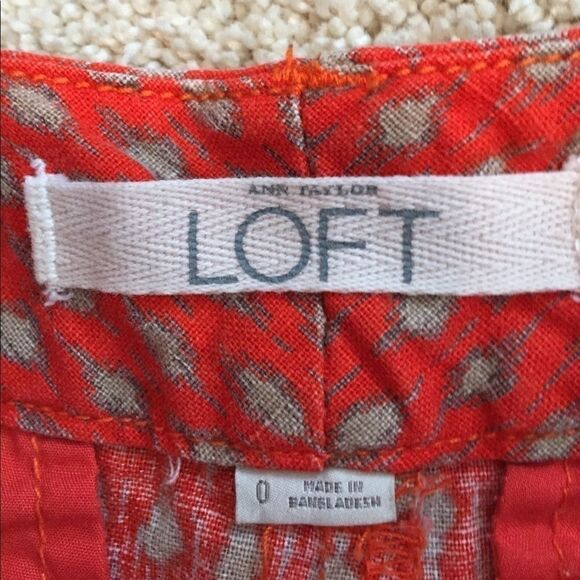 ANN TAYLOR
LOFT
0
MADE IN
BANGLADESH